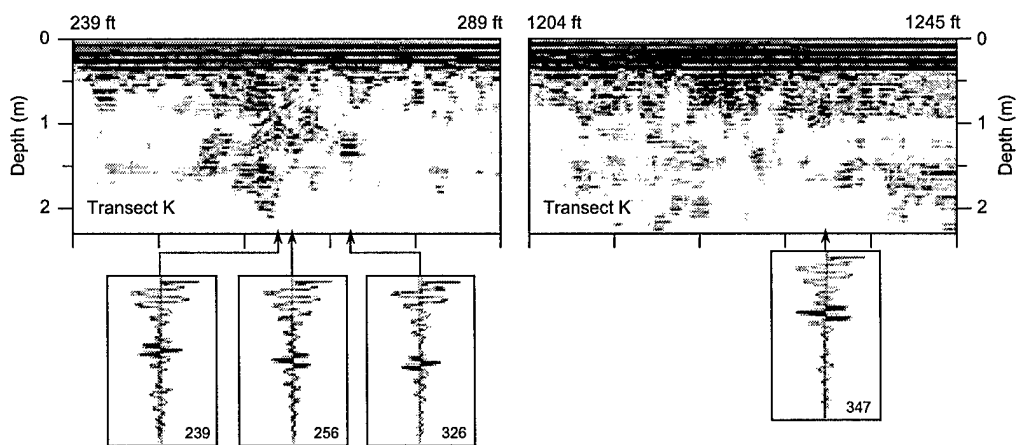 239 ft 289 ft
1204 ft 1245 ft
0
1
2
Depth (m)
Transect K
0
1
2
Depth (m)
Transect K
239
256
326
347